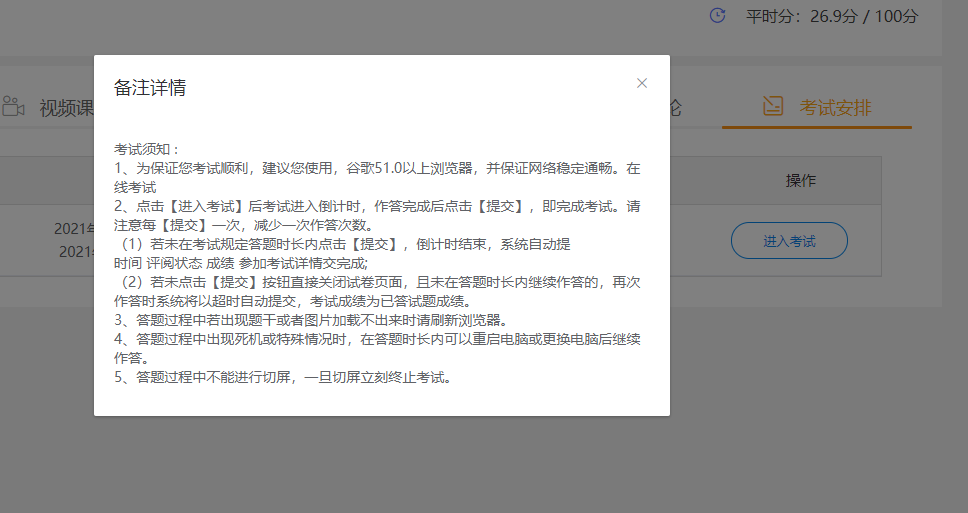 平时分：26.9分 / 100分
备注详情
视频课
考试安排
考试须知：
1、为保证您考试顺利，建议您使用，谷歌51.0以上浏览器，并保证网络稳定通畅。在
线考试
操作
2、点击【进入考试】后考试进入倒计时，作答完成后点击【提交】，即完成考试。请
注意每【提交】一次，减少一次作答次数。
2021年
（1）若未在考试规定答题时长内点击【提交】，倒计时结束，系统自动提
进入考试
2021
时间 评阅状态 成绩 参加考试详情交完成;
（2）若未点击【提交】按钮直接关闭试卷页面，且未在答题时长内继续作答的，再次
作答时系统将以超时自动提交，考试成绩为已答试题成绩。
3、答题过程中若出现题干或者图片加载不出来时请刷新浏览器。
4、答题过程中出现死机或特殊情况时，在答题时长内可以重启电脑或更换电脑后继续
作答。
5、答题过程中不能进行切屏，一旦切屏立刻终止考试。